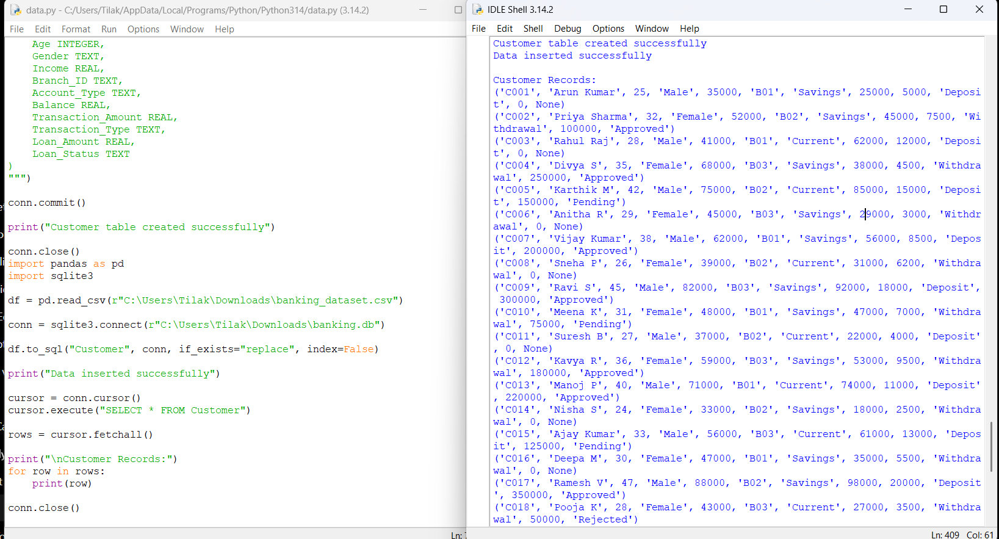 data.py - C:/Users/Tilak/AppData/Local/Programs/Python/Python314/data.py (3.14.2)
File Edit Format Run Options Window Help
    Age INTEGER,
    Gender TEXT,
    Income REAL,
    Branch_ID TEXT,
    Account_Type TEXT,
    Balance REAL,
    Transaction_Amount REAL,
    Transaction_Type TEXT,
    Loan_Amount REAL,
    Loan_Status TEXT
)
""")
conn.commit()
print("Customer table created successfully")
conn.close()
import pandas as pd
import sqlite3
df = pd.read_csv(r"C:\Users\Tilak\Downloads\banking_dataset.csv")
conn = sqlite3.connect(r"C:\Users\Tilak\Downloads\banking.db")
df.to_sql("Customer", conn, if_exists="replace", index=False)
print("Data inserted successfully")
cursor = conn.cursor()
cursor.execute("SELECT * FROM Customer")
rows = cursor.fetchall()
print("\nCustomer Records:")
for row in rows:
    print(row)
conn.close()
Ln:
IDLE Shell 3.14.2
File Edit Shell Debug Options Window Help
Customer table created successfully
Data inserted successfully
Customer Records:
('C001', 'Arun Kumar', 25, 'Male', 35000, 'B01', 'Savings', 25000, 5000, 'Deposi
t', 0, None)
('C002', 'Priya Sharma', 32, 'Female', 52000, 'B02', 'Savings', 45000, 7500, 'Wi
thdrawal', 100000, 'Approved')
('C003', 'Rahul Raj', 28, 'Male', 41000, 'B01', 'Current', 62000, 12000, 'Deposi
t', 0, None)
('C004', 'Divya S', 35, 'Female', 68000, 'B03', 'Savings', 38000, 4500, 'Withdra
wal', 250000, 'Approved')
('C005', 'Karthik M', 42, 'Male', 75000, 'B02', 'Current', 85000, 15000, 'Deposi
t', 150000, 'Pending')
('C006', 'Anitha R', 29, 'Female', 45000, 'B03', 'Savings', 29000, 3000, 'Withdr
awal', 0, None)
('C007', 'Vijay Kumar', 38, 'Male', 62000, 'B01', 'Savings', 56000, 8500, 'Depos
it', 200000, 'Approved')
('C008', 'Sneha P', 26, 'Female', 39000, 'B02', 'Current', 31000, 6200, 'Withdra
wal', 0, None)
('C009', 'Ravi S', 45, 'Male', 82000, 'B03', 'Savings', 92000, 18000, 'Deposit',
 300000, 'Approved')
('C010', 'Meena K', 31, 'Female', 48000, 'B01', 'Savings', 47000, 7000, 'Withdra
wal', 75000, 'Pending')
('C011', 'Suresh B', 27, 'Male', 37000, 'B02', 'Current', 22000, 4000, 'Deposit'
, 0, None)
('C012', 'Kavya R', 36, 'Female', 59000, 'B03', 'Savings', 53000, 9500, 'Withdra
wal', 180000, 'Approved')
('C013', 'Manoj P', 40, 'Male', 71000, 'B01', 'Current', 74000, 11000, 'Deposit'
, 220000, 'Approved')
('C014', 'Nisha S', 24, 'Female', 33000, 'B02', 'Savings', 18000, 2500, 'Withdra
wal', 0, None)
('C015', 'Ajay Kumar', 33, 'Male', 56000, 'B03', 'Current', 61000, 13000, 'Depos
it', 125000, 'Pending')
('C016', 'Deepa M', 30, 'Female', 47000, 'B01', 'Savings', 35000, 5500, 'Withdra
wal', 0, None)
('C017', 'Ramesh V', 47, 'Male', 88000, 'B02', 'Savings', 98000, 20000, 'Deposit
', 350000, 'Approved')
('C018', 'Pooja K', 28, 'Female', 43000, 'B03', 'Current', 27000, 3500, 'Withdra
wal', 50000, 'Rejected')
Ln: 409 Col: 61